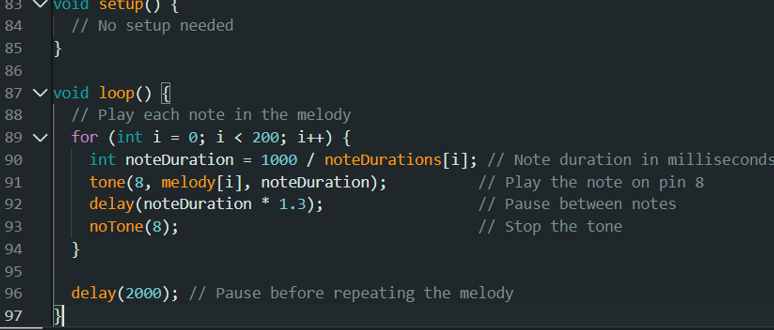 83 void setup() {
84   // No setup needed
85 }
86
87 void loop() {
88   // Play each note in the melody
89   for (int i = 0; i < 200; i++) {
90     int noteDuration = 1000 / noteDurations[i]; // Note duration in milliseconds
91     tone(8, melody[i], noteDuration);          // Play the note on pin 8
92     delay(noteDuration * 1.3);                 // Pause between notes
93     noTone(8);                                 // Stop the tone
94   }
95
96   delay(2000); // Pause before repeating the melody
97 }